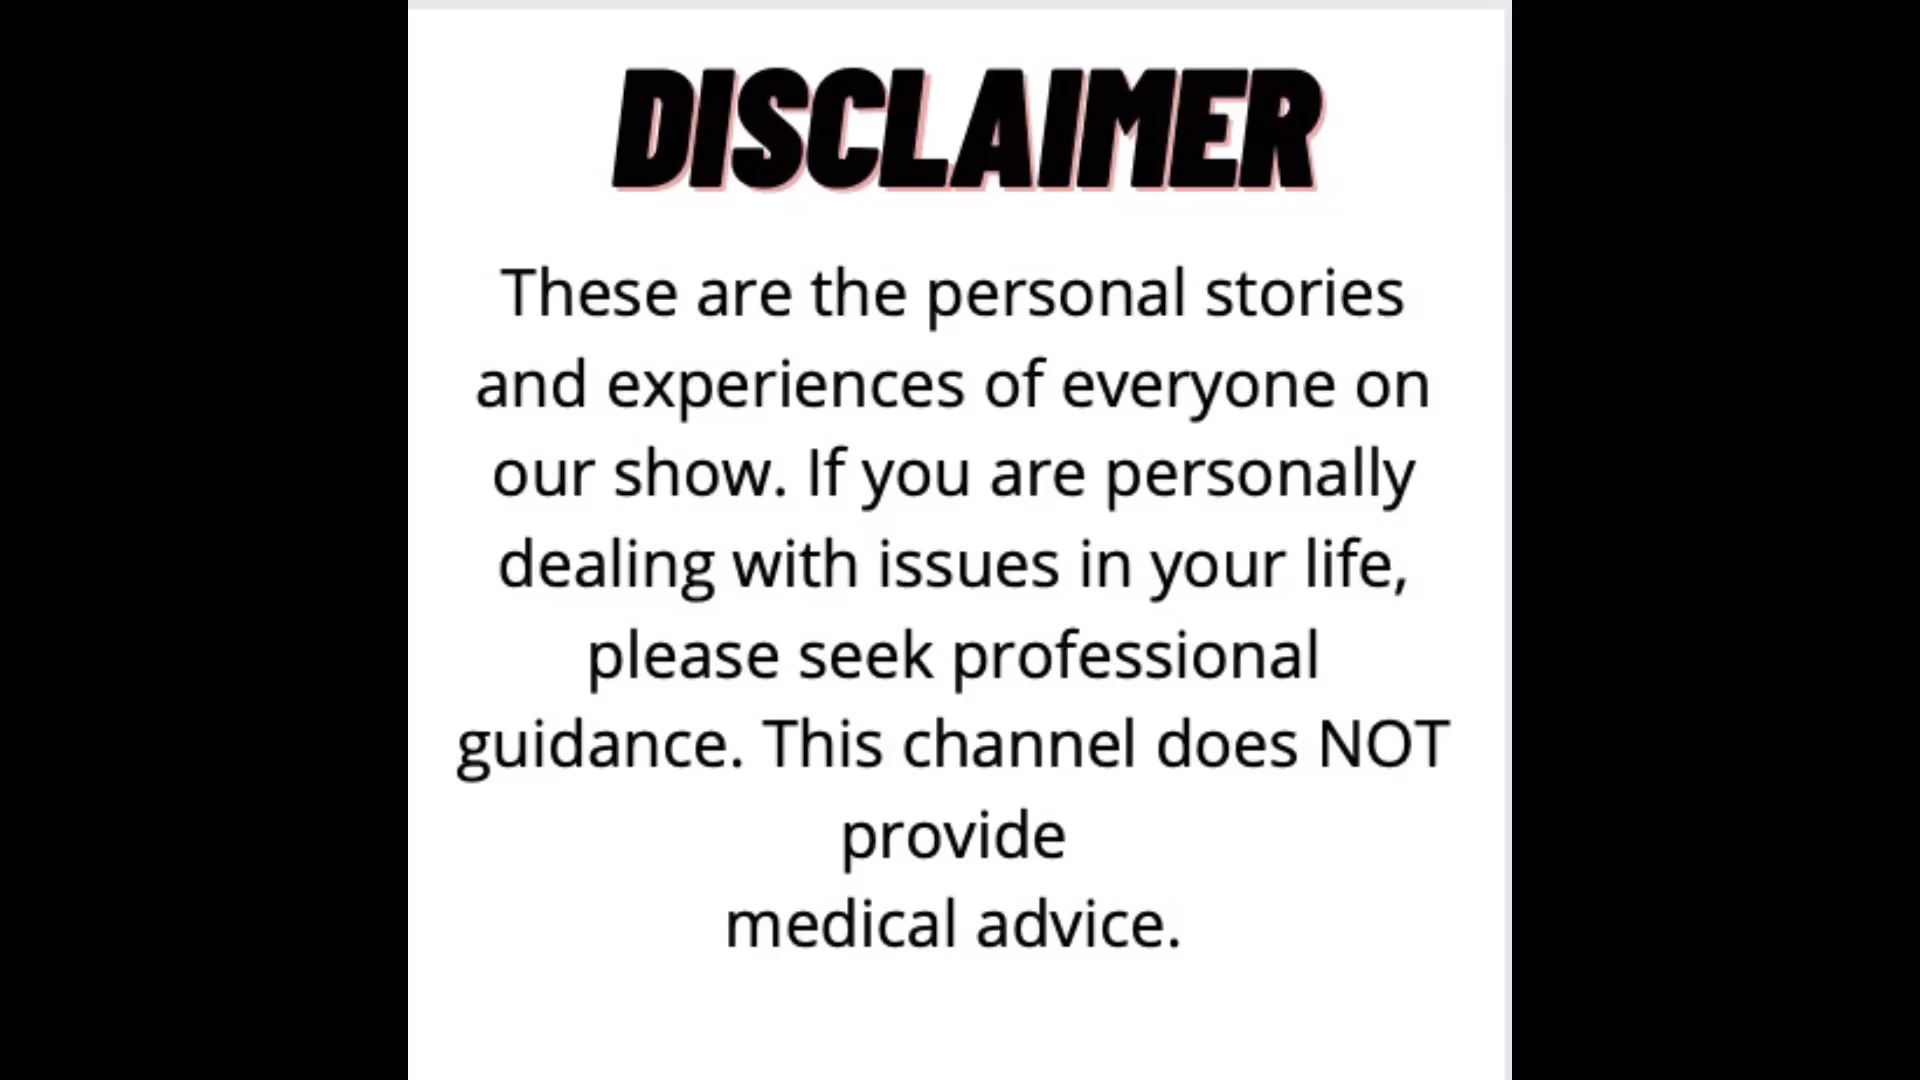 DISCLAIMER
These are the personal stories
and experiences of everyone on
our show. If you are personally
dealing with issues in your life,
please seek professional
guidance. This channel does NOT
provide
medical advice.